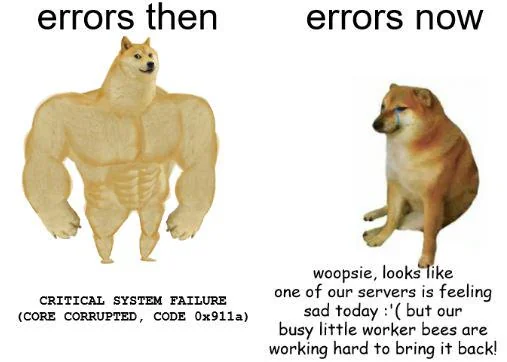 errors then
errors now
CRITICAL SYSTEM FAILURE
(CORE CORRUPTED, CODE 0x911a)
woopsie, looks like
one of our servers is feeling
sad today :'( but our
busy little worker bees are
working hard to bring it back!